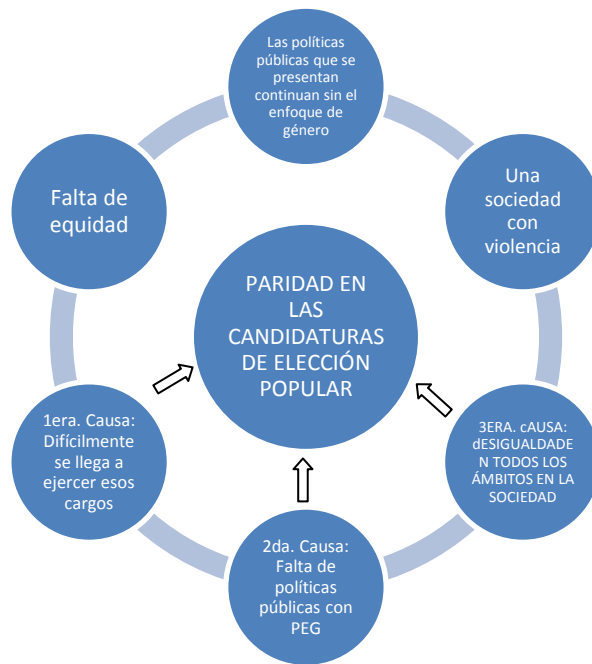 Las políticas
públicas que se
presentan
continuan sin el
enfoque de
género
Una
sociedad
con
violencia
3ERA. cAUSA:
dESIGUALDADE
N TODOS LOS
ÁMBITOS EN LA
SOCIEDAD
2da. Causa:
Falta de
políticas
públicas con
PEG
1era. Causa:
Difícilmente
se llega a
ejercer esos
cargos
Falta de
equidad
PARIDAD EN
LAS
CANDIDATURAS
DE ELECCIÓN
POPULAR